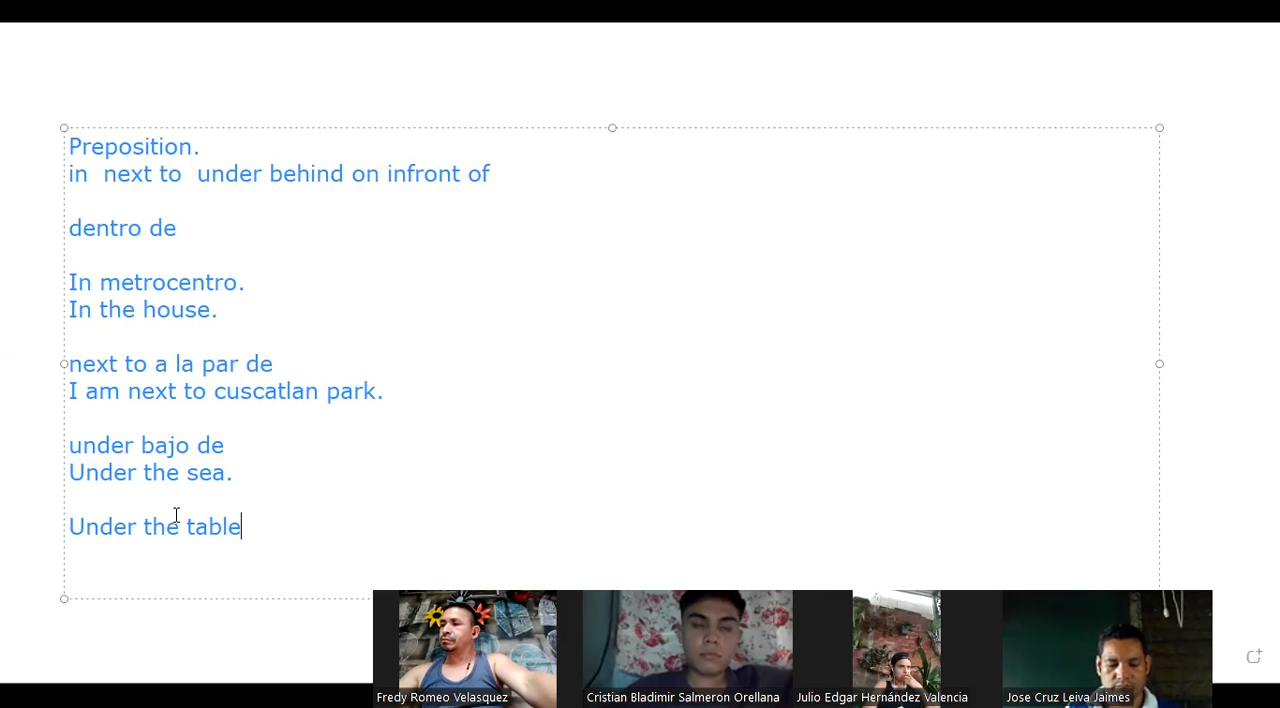 Preposition.
in  next to  under behind on infront of
dentro de
In metrocentro.
In the house.
next to a la par de
I am next to cuscatlan park.
under bajo de
Under the sea.
Under the table
Fredy Romeo Velasquez
Cristian Bladimir Salmeron Orellana
Julio Edgar Hernández Valencia
Jose Cruz Leiva Jaimes